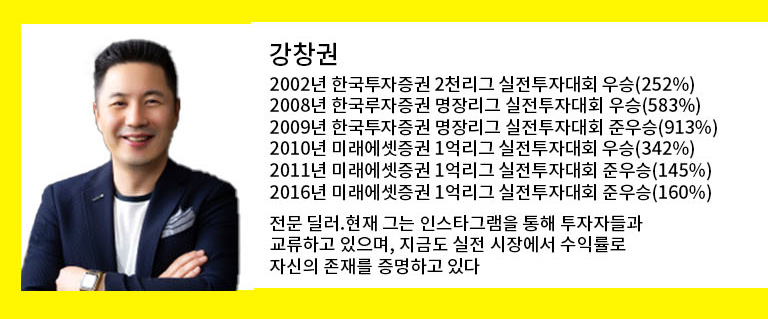 강창권
2002년 한국투자증권 2천리그 실전투자대회 우승(252%)
2008년 한국루자증권 명장리그 실전투자대회 우승(583%)
2009년 한국투자증권 명장리그 실전투자대회 준우승(913%)
2010년 미래에셋증권 1억리그 실전투자대회 우승(342%)
2011년 미래에셋증권 1억리그 실전투자대회 준우승(145%)
2016년 미래에셋증권 1억리그 실전투자대회 준우승(160%)
전문 딜러.현재 그는 인스타그램을 통해 투자자들과
교류하고 있으며, 지금도 실전 시장에서 수익률로
자신의 존재를 증명하고 있다